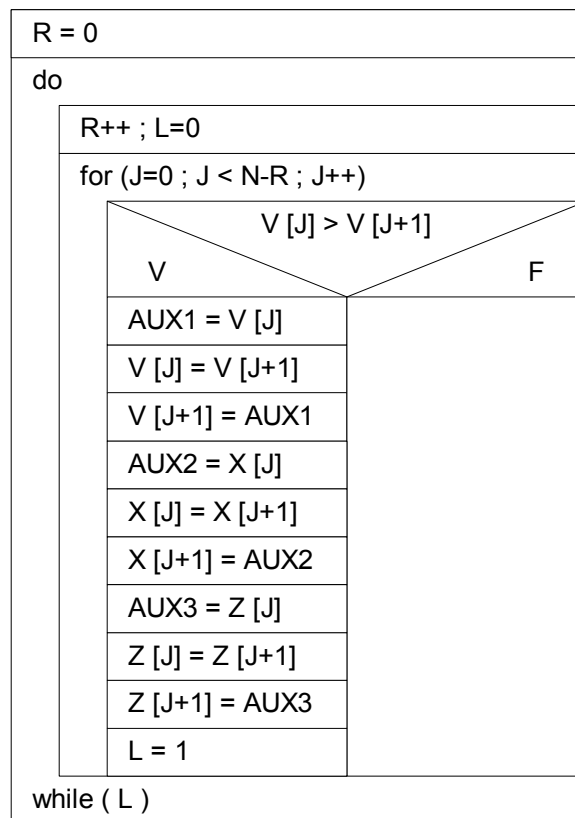 R = 0
do
R++ ; L=0
for (J=0 ; J < N-R ; J++)
V [J] > V [J+1]
V F
AUX1 = V [J]
V [J] = V [J+1]
V [J+1] = AUX1
AUX2 = X [J]
X [J] = X [J+1]
X [J+1] = AUX2
AUX3 = Z [J]
Z [J] = Z [J+1]
Z [J+1] = AUX3
L = 1
while ( L )